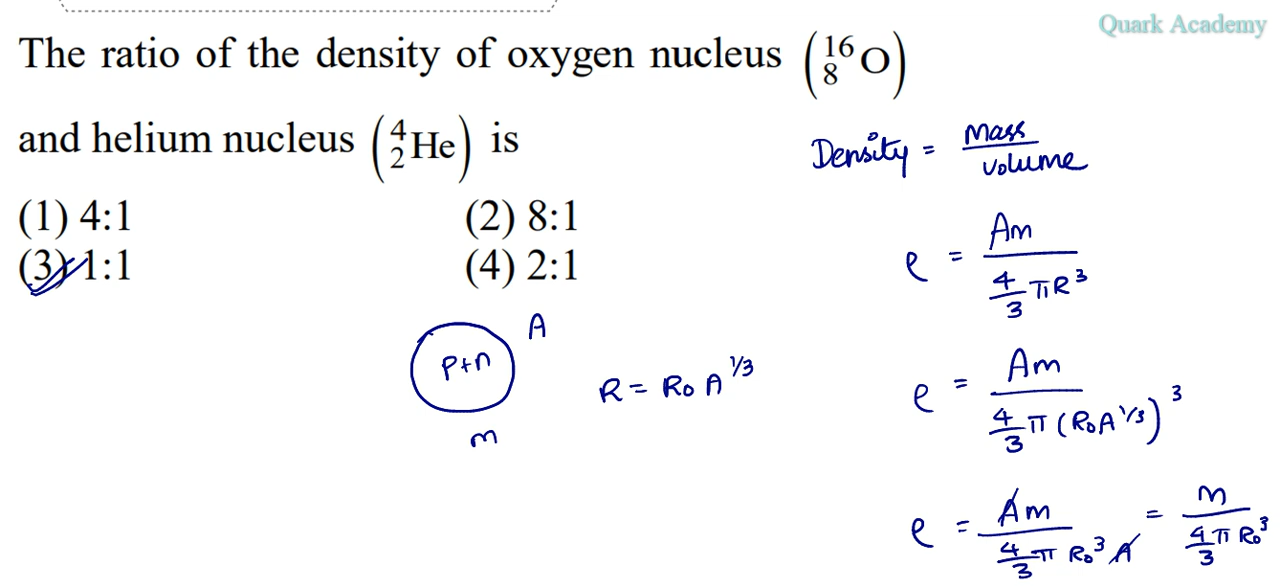 Quark Academy
The ratio of the density of oxygen nucleus (¹⁶₈O)
and helium nucleus (⁴₂He) is
(1) 4:1 (2) 8:1
(3) 1:1 (4) 2:1
Density = Mass / Volume
ρ = Am / 4/3 πR³
P+n A
m
R = R₀ A^1/3
ρ = Am / 4/3 π (R₀A^1/3)³
ρ = Am / 4/3 π R₀³ A = m / 4/3 π R₀³